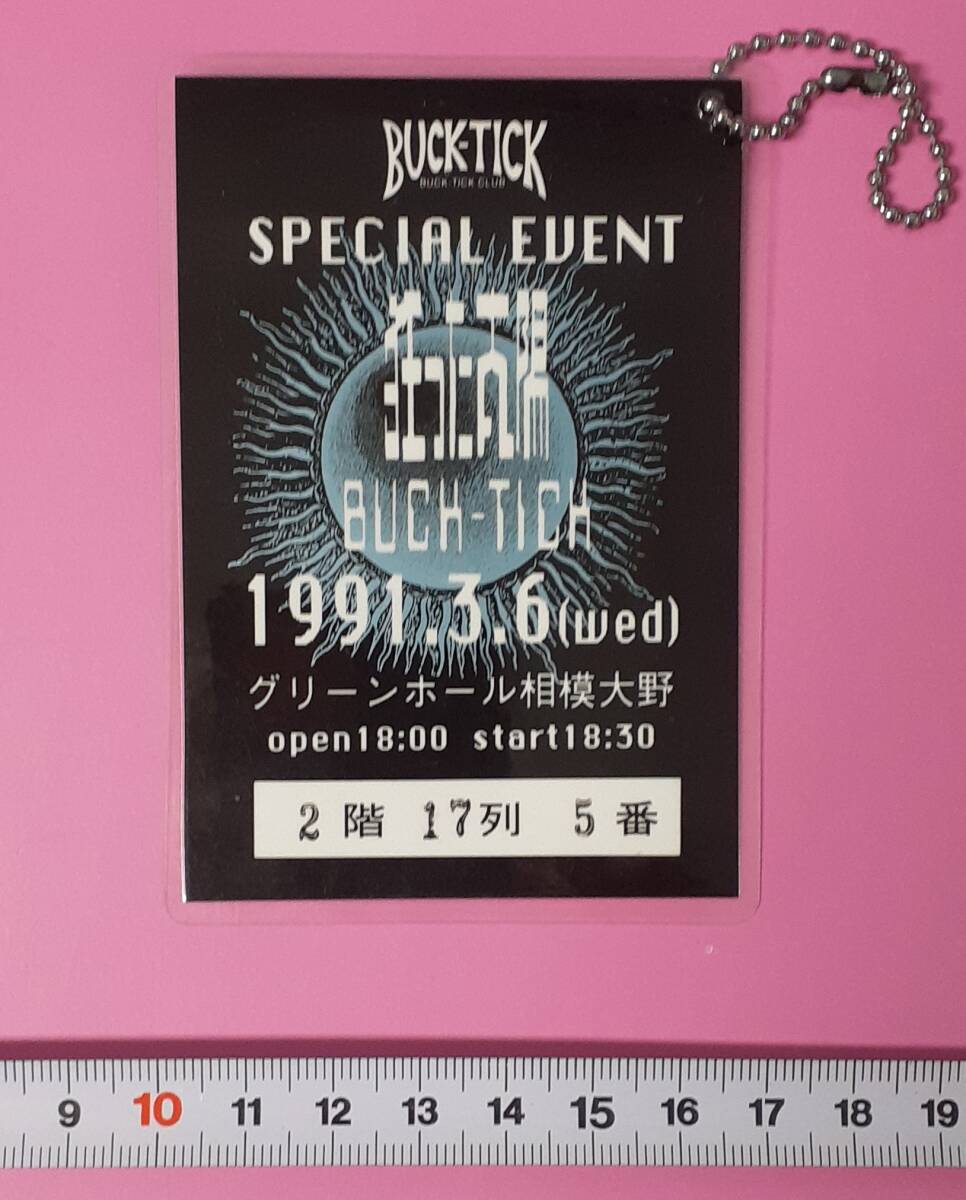 BUCK-TICK
BUCK-TICK CLUB
SPECIAL EVENT
狂った太陽
BUCK-TICK
1991.3.6(wed)
グリーンホール相模大野
open18:00 start18:30
2階 17列 5番
9 10 11 12 13 14 15 16 17 18 19